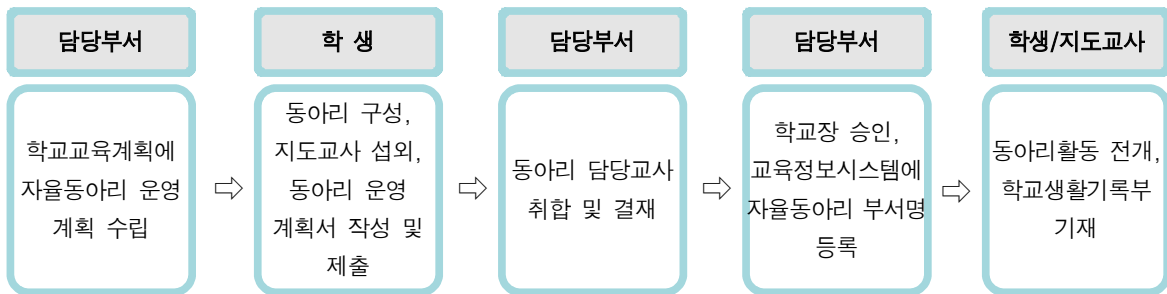 담당부서
학교교육계획에
자율동아리 운영
계획 수립
⇨
학 생
동아리 구성,
지도교사 섭외,
동아리 운영
계획서 작성 및
제출
⇨
담당부서
동아리 담당교사
취합 및 결재
⇨
담당부서
학교장 승인,
교육정보시스템에
자율동아리 부서명
등록
⇨
학생/지도교사
동아리활동 전개,
학교생활기록부
기재